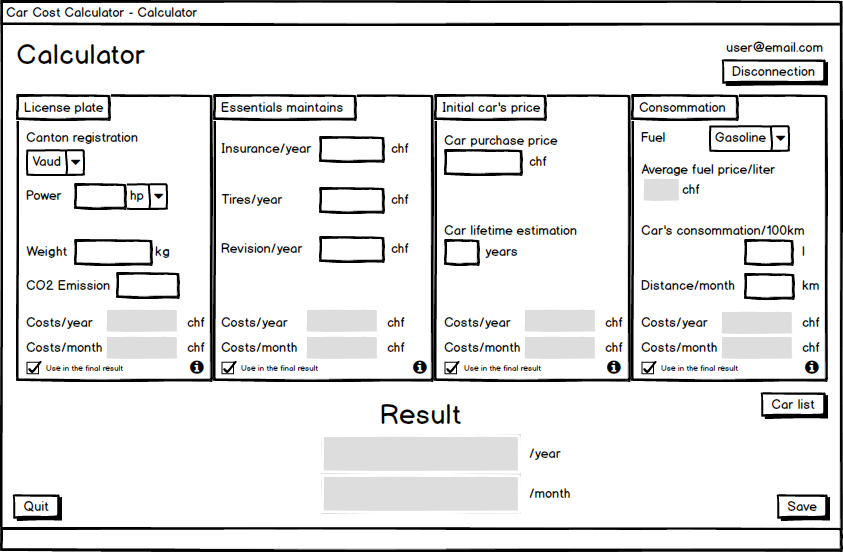 Car Cost Calculator - Calculator
Calculator
user@email.com
Disconnection
License plate
Canton registration
Vaud
Power hp
Weight kg
CO2 Emission
Costs/year chf
Costs/month chf
Use in the final result
Essentials maintains
Insurance/year chf
Tires/year chf
Revision/year chf
Costs/year chf
Costs/month chf
Use in the final result
Initial car's price
Car purchase price
chf
Car lifetime estimation
years
Costs/year chf
Costs/month chf
Use in the final result
Consommation
Fuel Gasoline
Average fuel price/liter
chf
Car's consommation/100km
l
Distance/month km
Costs/year chf
Costs/month chf
Use in the final result
Car list
Result
/year
/month
Quit
Save